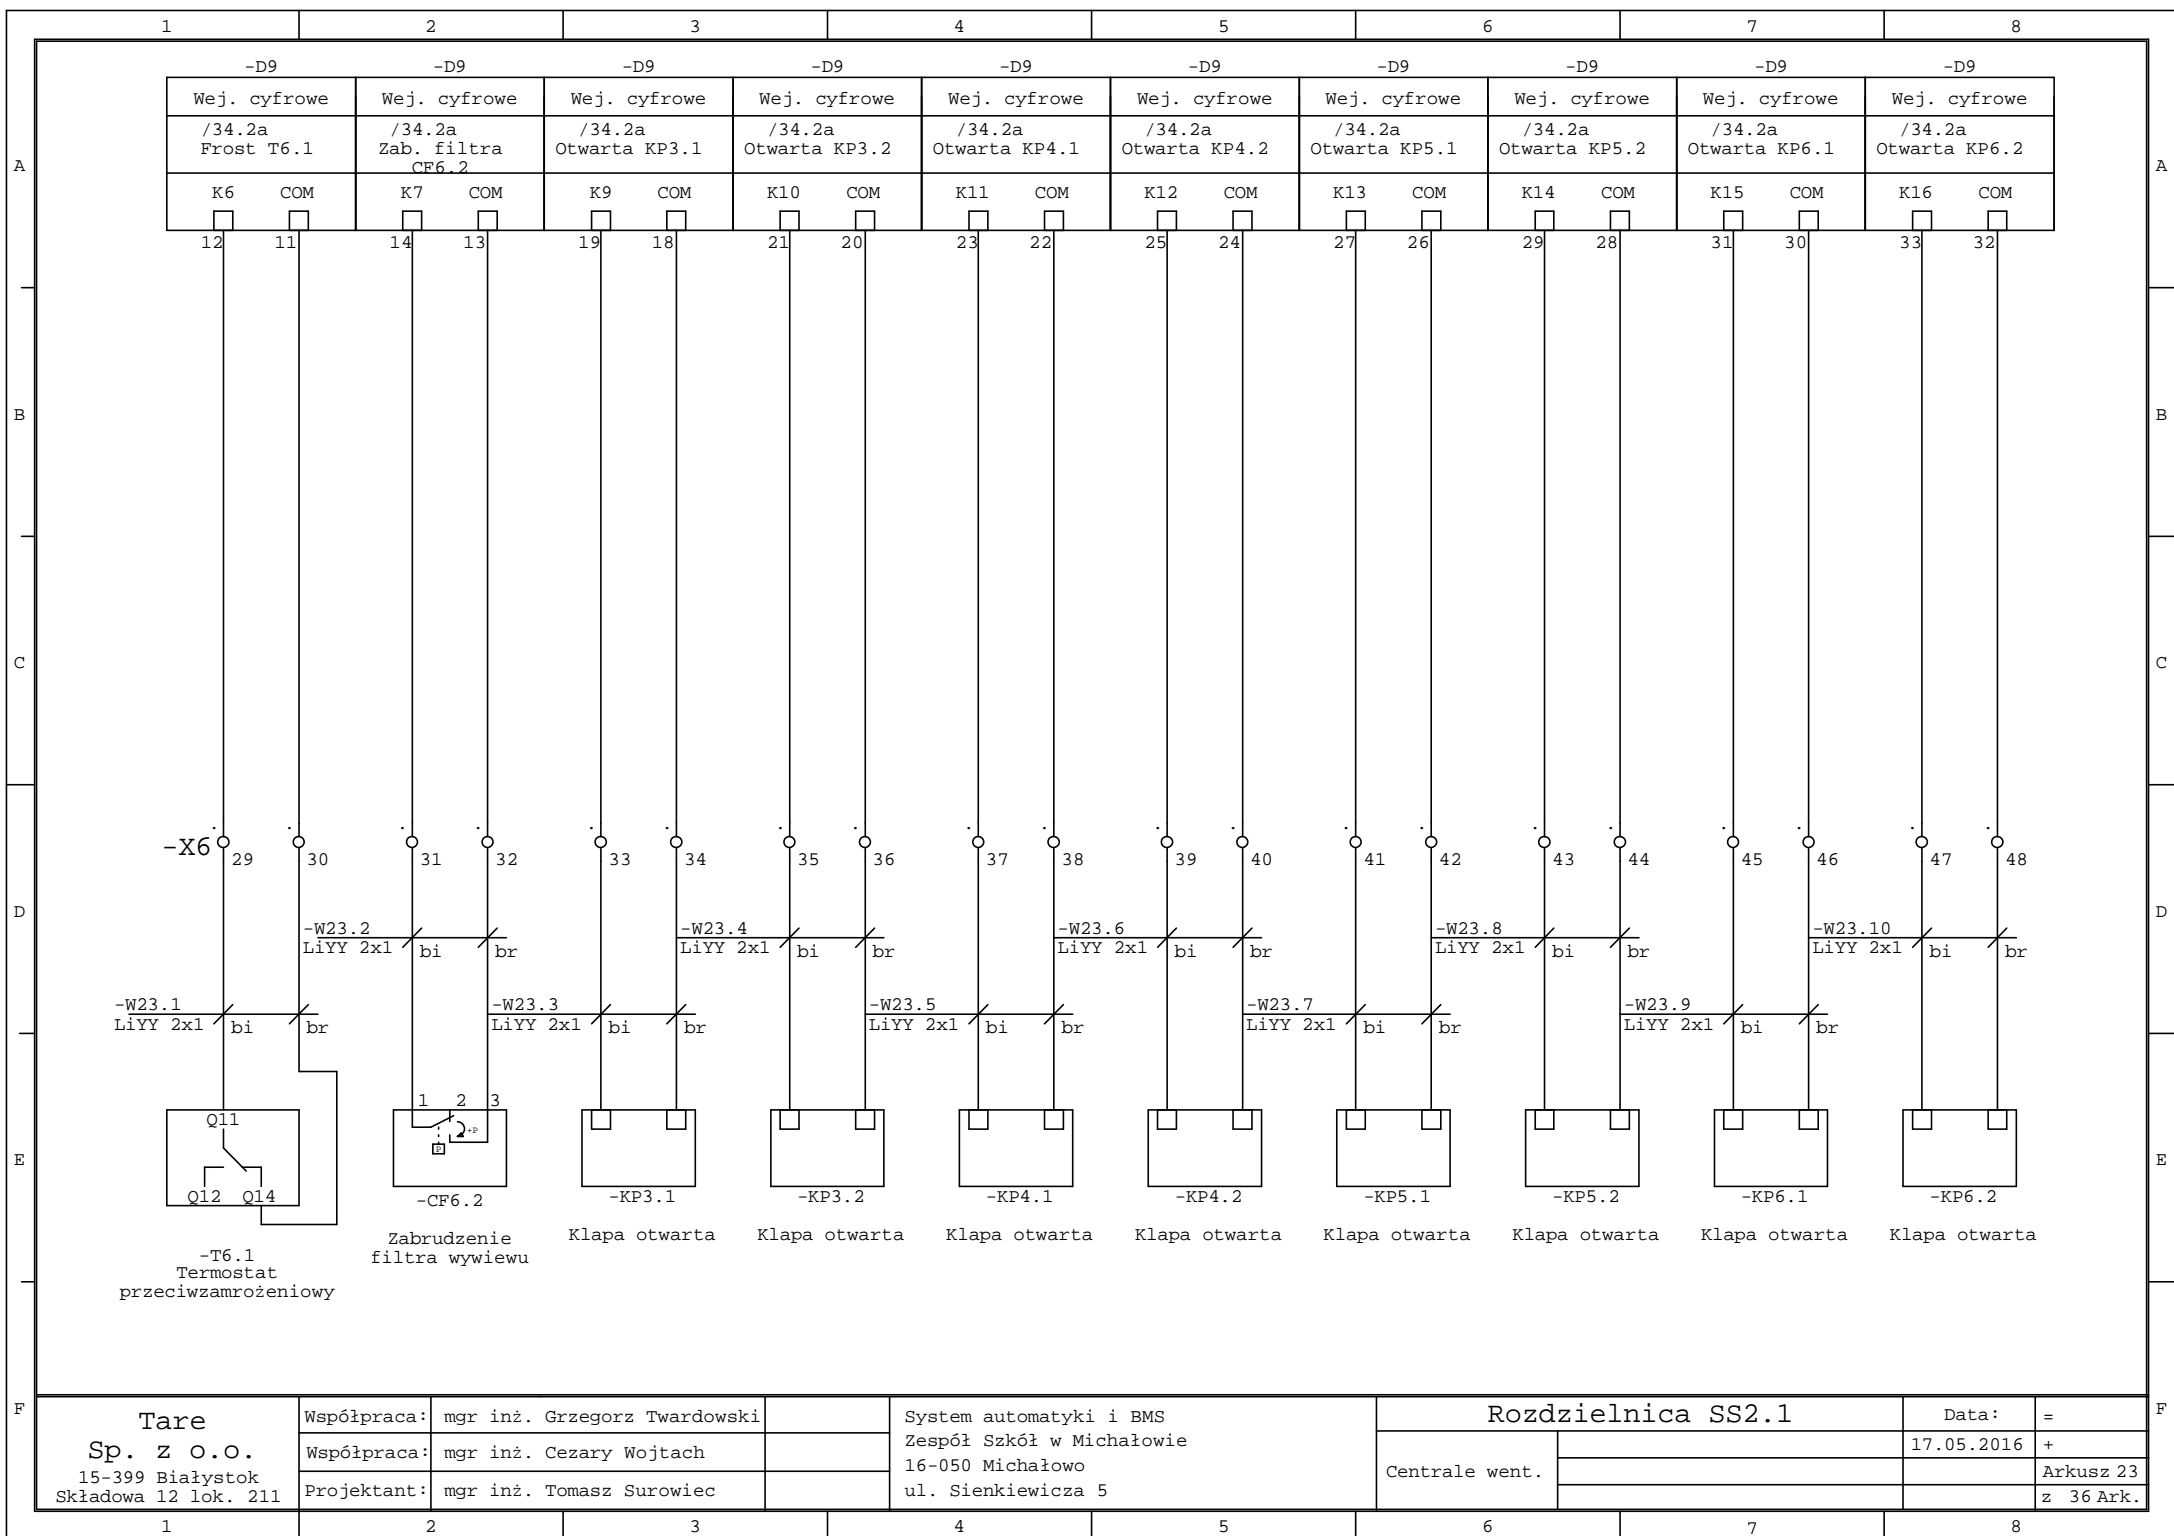 1 2 3 4 5 6 7 8
-D9 -D9 -D9 -D9 -D9 -D9 -D9 -D9 -D9 -D9
Wej. cyfrowe Wej. cyfrowe Wej. cyfrowe Wej. cyfrowe Wej. cyfrowe Wej. cyfrowe Wej. cyfrowe Wej. cyfrowe Wej. cyfrowe Wej. cyfrowe
/34.2a /34.2a /34.2a /34.2a /34.2a /34.2a /34.2a /34.2a /34.2a /34.2a
Frost T6.1 Zab. filtra Otwarta KP3.1 Otwarta KP3.2 Otwarta KP4.1 Otwarta KP4.2 Otwarta KP5.1 Otwarta KP5.2 Otwarta KP6.1 Otwarta KP6.2
CF6.2
A A
K6 COM K7 COM K9 COM K10 COM K11 COM K12 COM K13 COM K14 COM K15 COM K16 COM
12 11 14 13 19 18 21 20 23 22 25 24 27 26 29 28 31 30 33 32
B B
C C
-X6 29 30 31 32 33 34 35 36 37 38 39 40 41 42 43 44 45 46 47 48
D D
-W23.2 -W23.4 -W23.6 -W23.8 -W23.10
LiYY 2x1 bi br LiYY 2x1 bi br LiYY 2x1 bi br LiYY 2x1 bi br LiYY 2x1 bi br
-W23.1 -W23.3 -W23.5 -W23.7 -W23.9
LiYY 2x1 bi br LiYY 2x1 bi br LiYY 2x1 bi br LiYY 2x1 bi br LiYY 2x1 bi br
1 2 3
Q11
+P
P
E E
Q12 Q14
-CF6.2 -KP3.1 -KP3.2 -KP4.1 -KP4.2 -KP5.1 -KP5.2 -KP6.1 -KP6.2
Zabrudzenie Klapa otwarta Klapa otwarta Klapa otwarta Klapa otwarta Klapa otwarta Klapa otwarta Klapa otwarta Klapa otwarta
filtra wywiewu
-T6.1
Termostat
przeciwzamrożeniowy
F F
Tare
Sp. z o.o.
15-399 Białystok
Składowa 12 lok. 211
Współpraca: mgr inż. Grzegorz Twardowski
Współpraca: mgr inż. Cezary Wojtach
Projektant: mgr inż. Tomasz Surowiec
System automatyki i BMS
Zespół Szkół w Michałowie
16-050 Michałowo
ul. Sienkiewicza 5
Rozdzielnica SS2.1
Centrale went.
Data: =
17.05.2016 +
Arkusz 23
z 36 Ark.
1 2 3 4 5 6 7 8